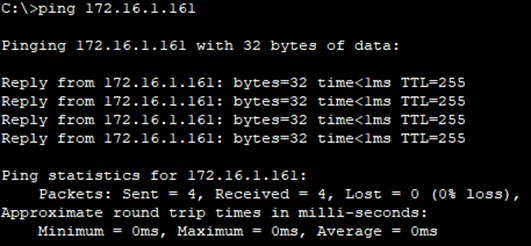 C:\>ping 172.16.1.161
Pinging 172.16.1.161 with 32 bytes of data:
Reply from 172.16.1.161: bytes=32 time<1ms TTL=255
Reply from 172.16.1.161: bytes=32 time<1ms TTL=255
Reply from 172.16.1.161: bytes=32 time<1ms TTL=255
Reply from 172.16.1.161: bytes=32 time<1ms TTL=255
Ping statistics for 172.16.1.161:
Packets: Sent = 4, Received = 4, Lost = 0 (0% loss),
Approximate round trip times in milli-seconds:
Minimum = 0ms, Maximum = 0ms, Average = 0ms